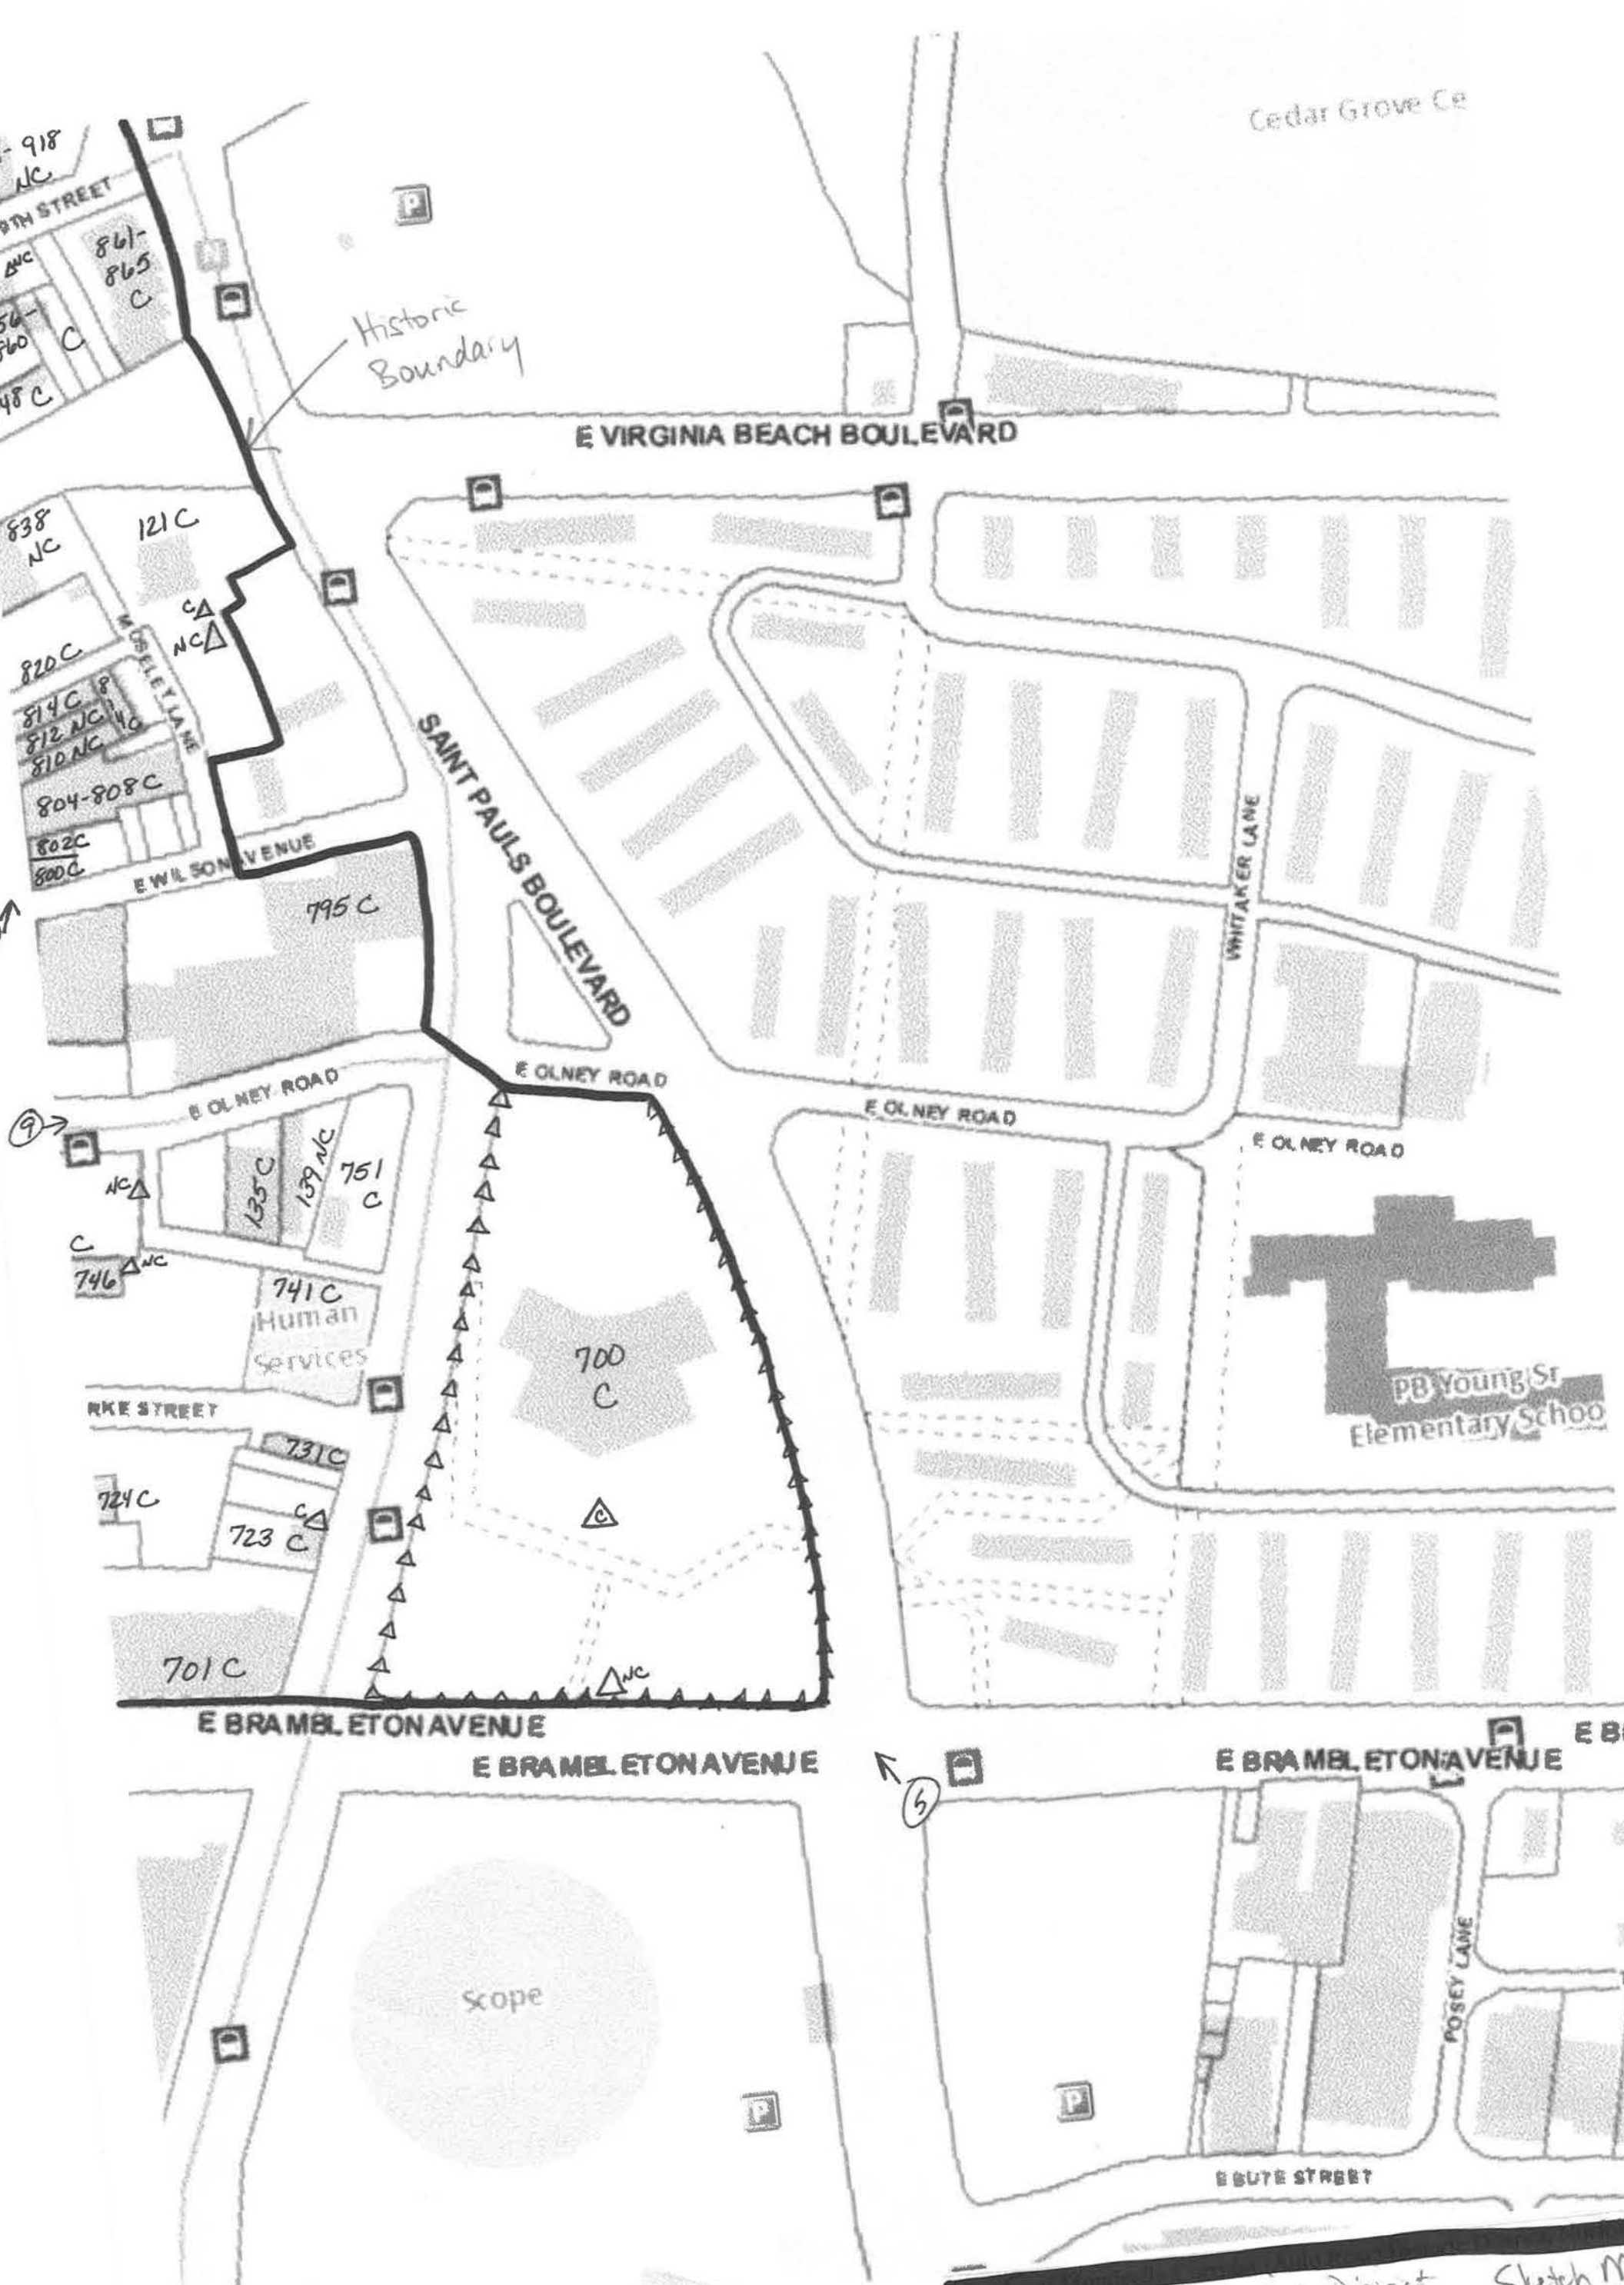 Cedar Grove Ce
- 918
NC
861-
865
C
NC
C
860
48 C
Historic
Boundary
E VIRGINIA BEACH BOULEVARD
838
NC
121 C
C
NC
MOSELEY LANE
820 C
814 C
8
14C
812 NC
810 NC
804-808 C
802 C
800 C
E WILSON AVENUE
795 C
SAINT PAULS BOULEVARD
WHITAKER LANE
E OLNEY ROAD
E OLNEY ROAD
E OLNEY ROAD
E OLNEY ROAD
9
135 C
139 NC
751
C
NC
C
746
NC
741 C
Human
Services
700
C
PB Young Sr
Elementary Schoo
RKE STREET
731 C
724 C
C
723 C
C
701 C
NC
E BRAMBLETON AVENUE
E BRAMBLETON AVENUE
E BRAMBLETON AVENUE
E B
P
Scope
P
P
POSEY LANE
E BUTE STREET
Sketch